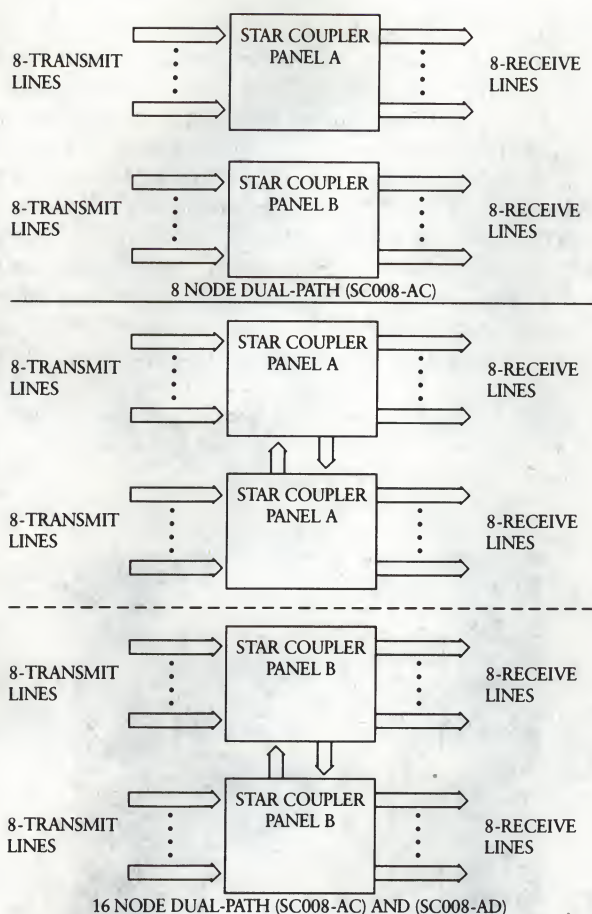 8-TRANSMIT
LINES
STAR COUPLER
PANEL A
8-RECEIVE
LINES
8-TRANSMIT
LINES
STAR COUPLER
PANEL B
8-RECEIVE
LINES
8 NODE DUAL-PATH (SC008-AC)
8-TRANSMIT
LINES
STAR COUPLER
PANEL A
8-RECEIVE
LINES
8-TRANSMIT
LINES
STAR COUPLER
PANEL A
8-RECEIVE
LINES
8-TRANSMIT
LINES
STAR COUPLER
PANEL B
8-RECEIVE
LINES
8-TRANSMIT
LINES
STAR COUPLER
PANEL B
8-RECEIVE
LINES
16 NODE DUAL-PATH (SC008-AC) AND (SC008-AD)